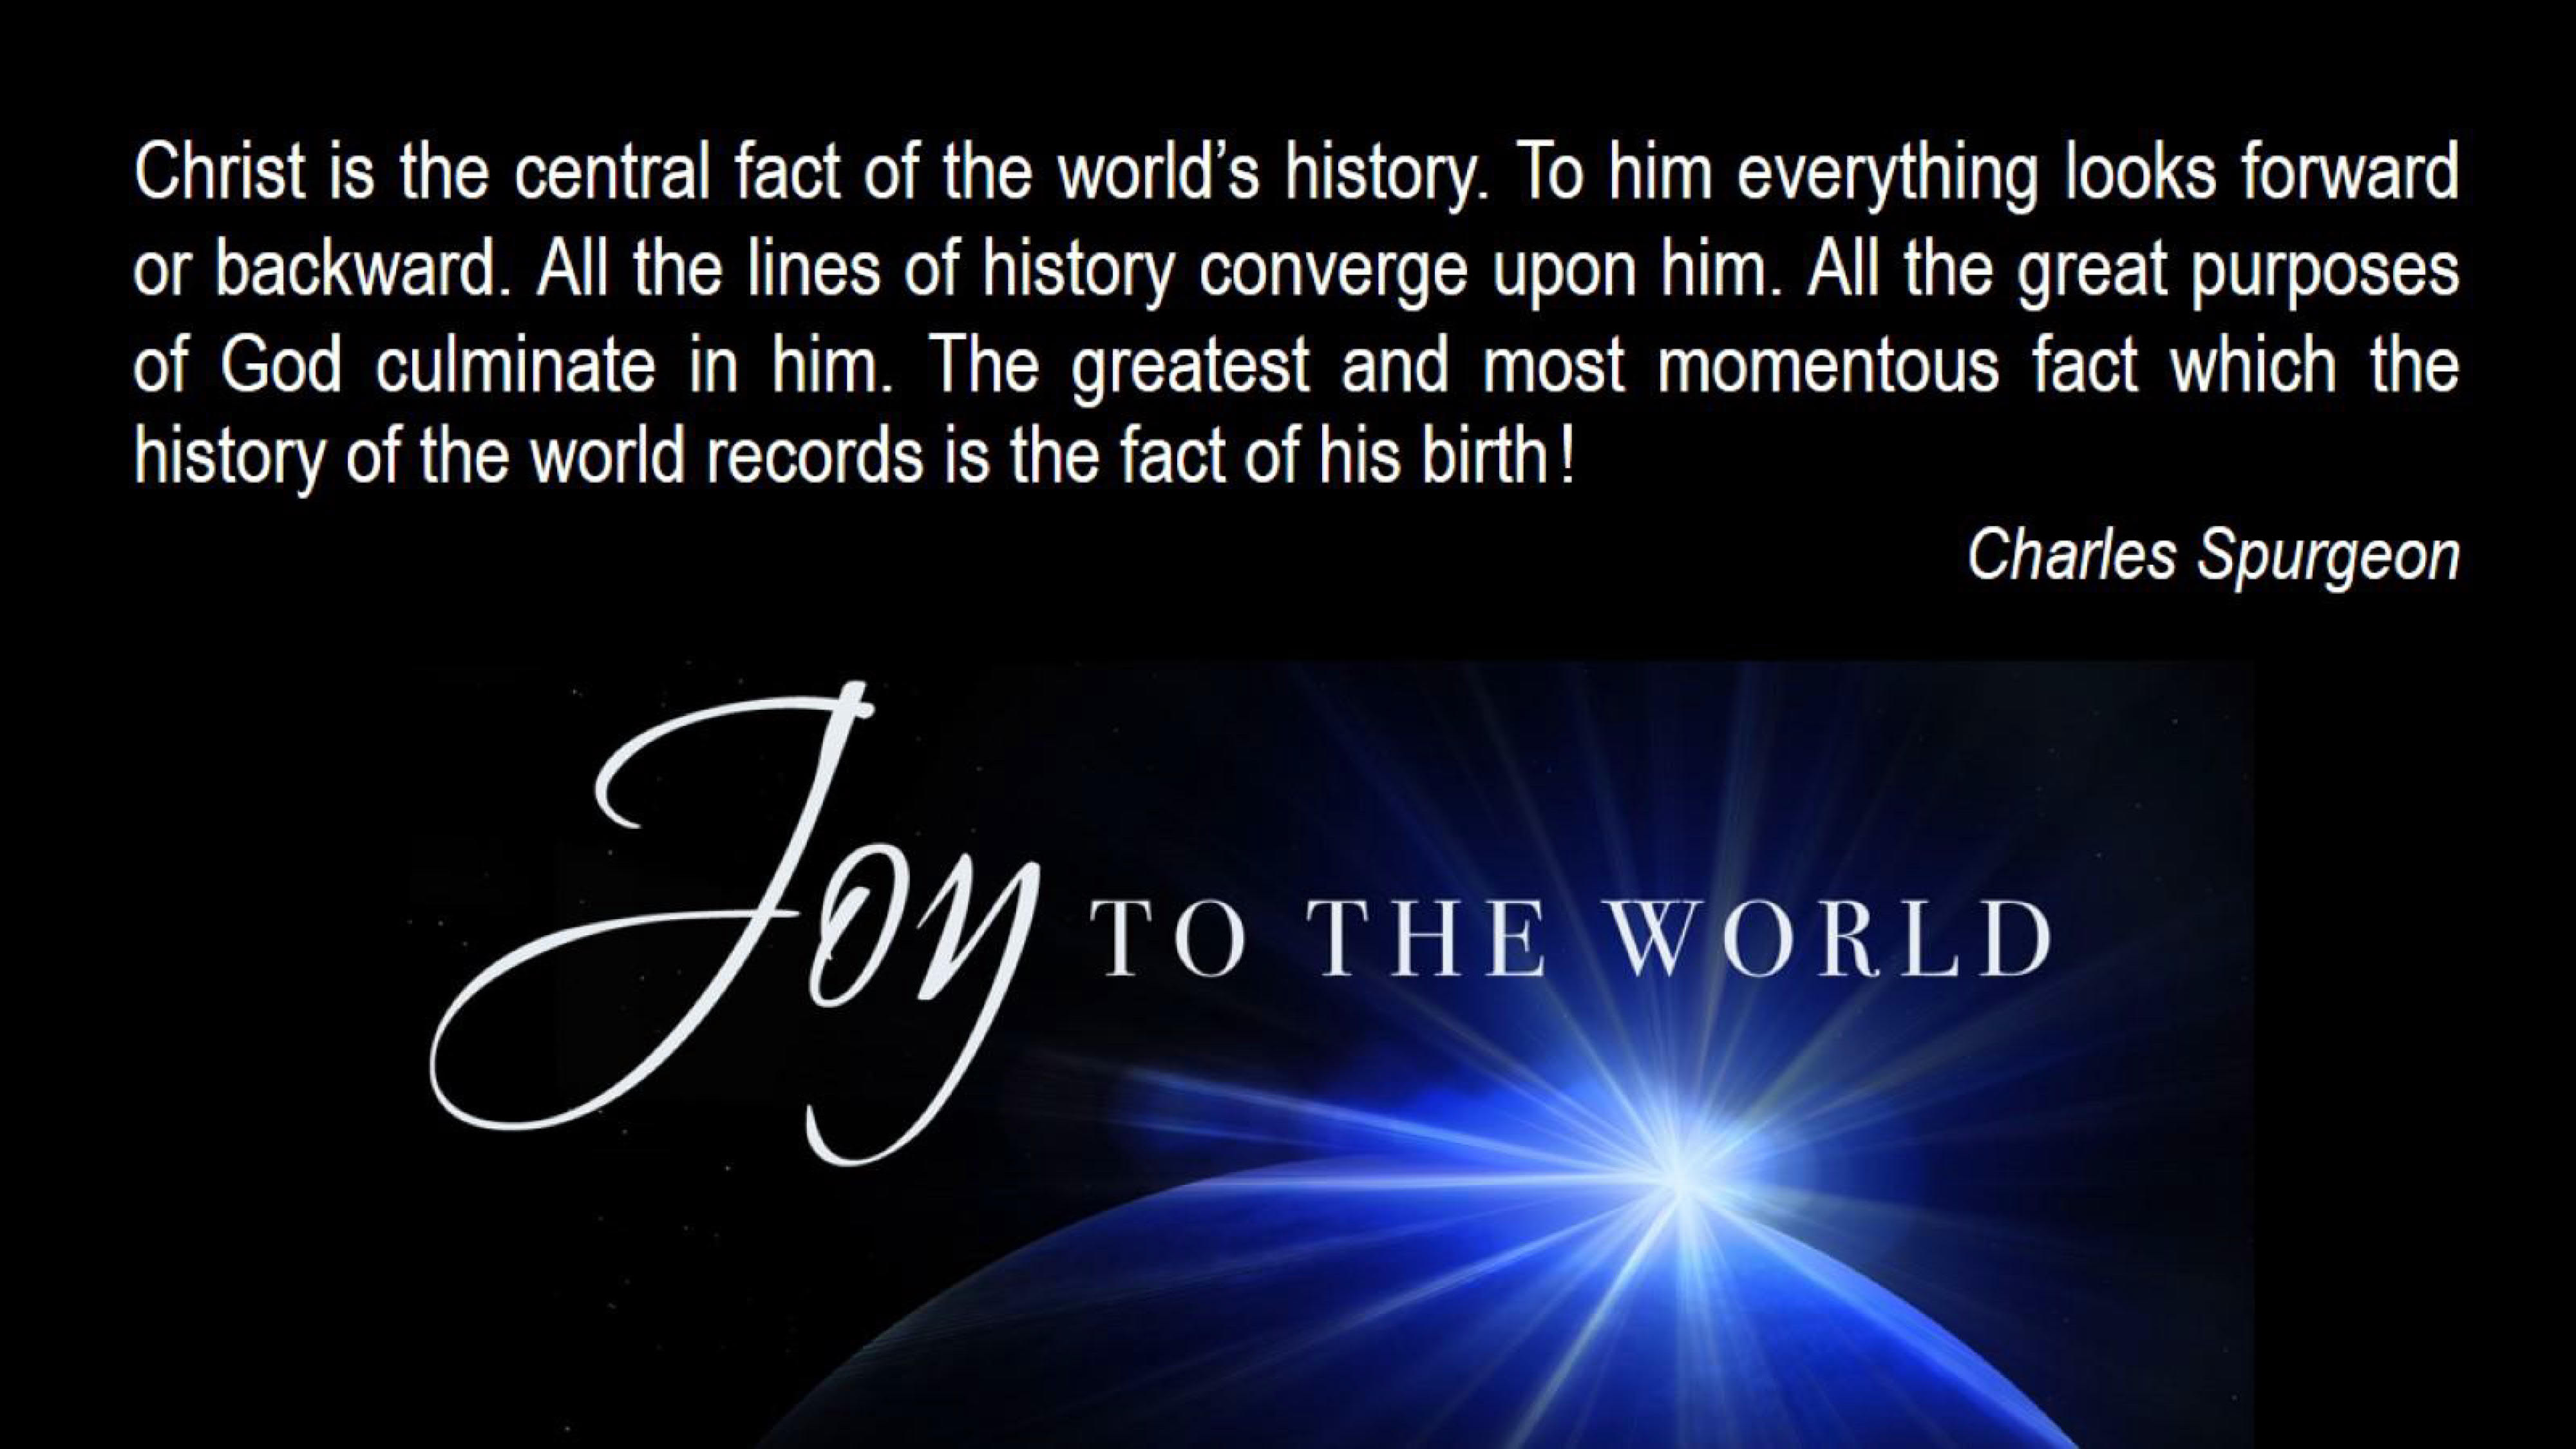 Christ is the central fact of the world’s history. To him everything looks forward
or backward. All the lines of history converge upon him. All the great purposes
of God culminate in him. The greatest and most momentous fact which the
history of the world records is the fact of his birth!
Charles Spurgeon
Joy TO THE WORLD